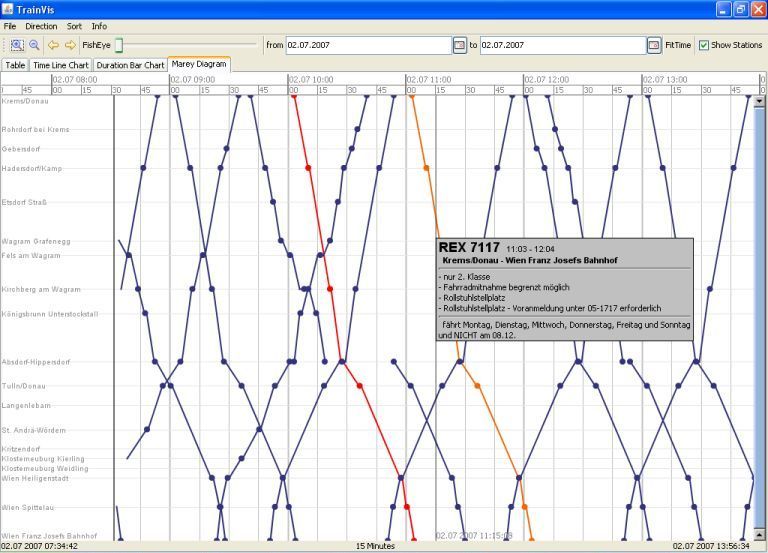 TrainVis
File Direction Sort Info
FishEye from 02.07.2007 to 02.07.2007 FitTime Show Stations
Table Time Line Chart Duration Bar Chart Marey Diagram
02.07 08:00 02.07 09:00 02.07 10:00 02.07 11:00 02.07 12:00 02.07 13:00
45 00 15 30 45 00 15 30 45 00 15 30 45 00 15 30 45 00 15 30 45 00 15 30 45
Krems/Donau
Rohrdorf bei Krems
Gebersdorf
Hadersdorf/Kamp
Etsdorf Straß
Wagram Grafenegg
Fels am Wagram
Kirchberg am Wagram
Königsbrunn Unterstockstall
Absdorf-Hippersdorf
Tulln/Donau
Langenlebarn
St. Andrä-Wördern
Kritzendorf
Klosterneuburg Kierling
Klosterneuburg Weidling
Wien Heiligenstadt
Wien Spittelau
Wien Franz Josefs Bahnhof
REX 7117 11:03 - 12:04
Krems/Donau - Wien Franz Josefs Bahnhof
- nur 2. Klasse
- Fahrradmitnahme begrenzt möglich
- Rollstuhlstellplatz
- Rollstuhlstellplatz - Voranmeldung unter 05-1717 erforderlich
fährt Montag, Dienstag, Mittwoch, Donnerstag, Freitag und Sonntag
und NICHT am 08.12.
02.07 2007 11:15:09
02.07 2007 07:34:42 15 Minutes 02.07 2007 13:56:34